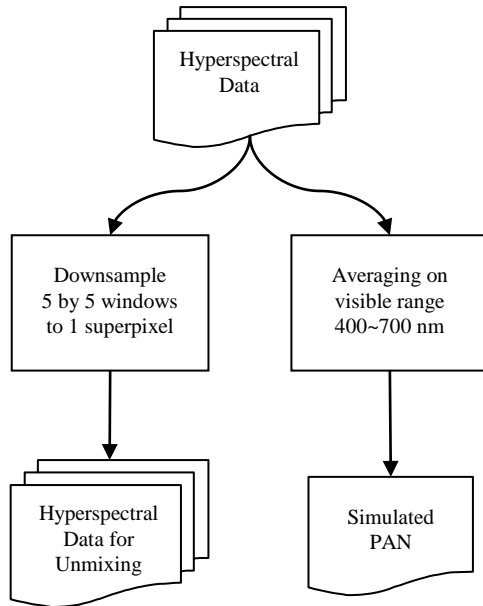 Hyperspectral
Data
Downsample
5 by 5 windows
to 1 superpixel
Averaging on
visible range
400~700 nm
Hyperspectral
Data for
Unmixing
Simulated
PAN